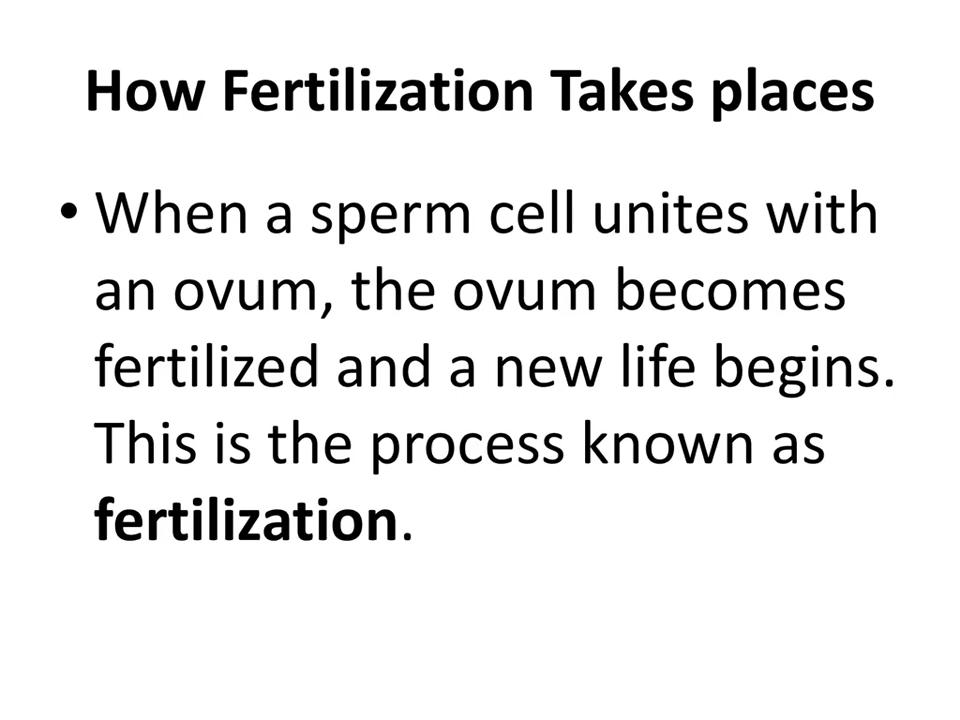 How Fertilization Takes places
• When a sperm cell unites with
an ovum, the ovum becomes
fertilized and a new life begins.
This is the process known as
fertilization.